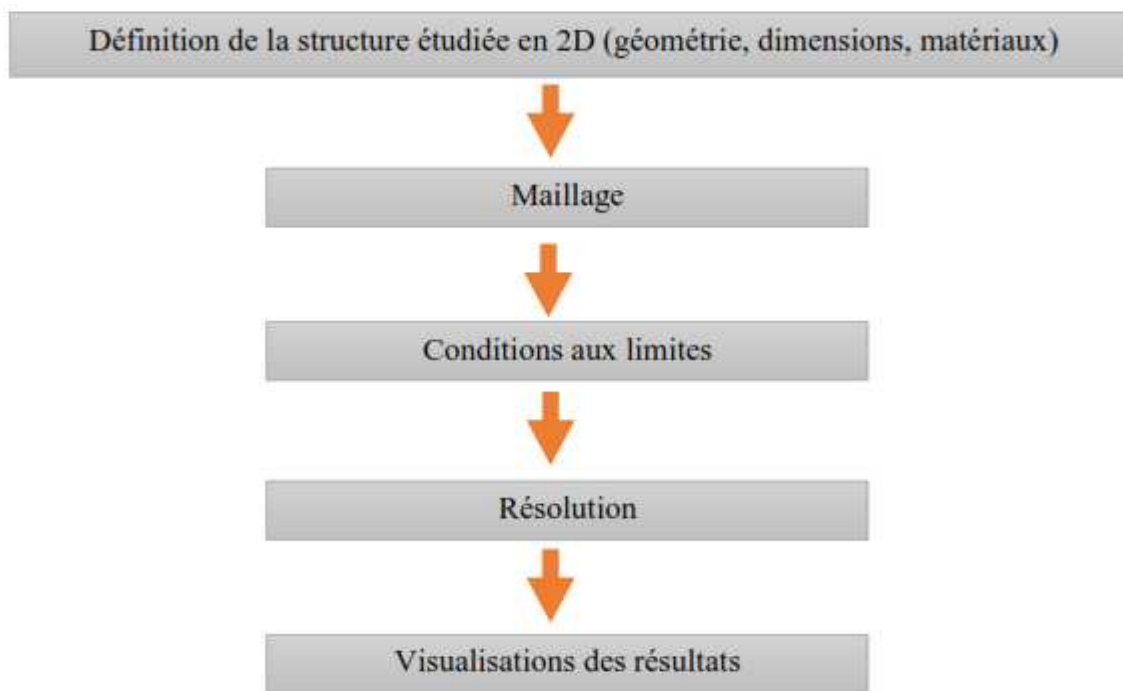 Définition de la structure étudiée en 2D (géométrie, dimensions, matériaux)
Maillage
Conditions aux limites
Résolution
Visualisations des résultats